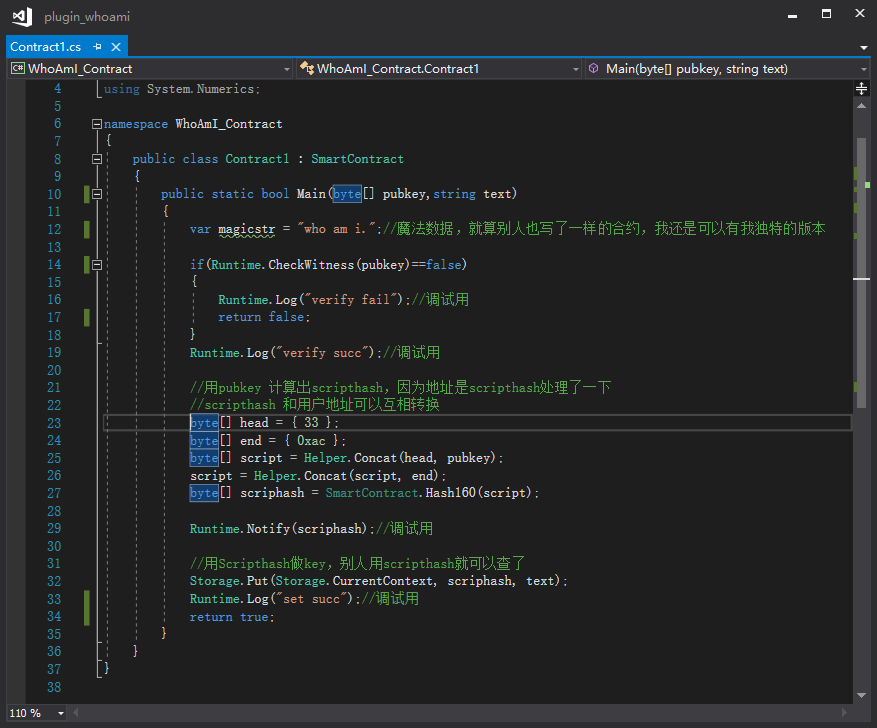 plugin_whoami
Contract1.cs
WhoAmI_Contract WhoAmI_Contract.Contract1 Main(byte[] pubkey, string text)
4 using System.Numerics;
5
6 namespace WhoAmI_Contract
7 {
8 public class Contract1 : SmartContract
9 {
10 public static bool Main(byte[] pubkey,string text)
11 {
12 var magicstr = "who am i.";//魔法数据，就算别人也写了一样的合约，我还是可以有我独特的版本
13
14 if(Runtime.CheckWitness(pubkey)==false)
15 {
16 Runtime.Log("verify fail");//调试用
17 return false;
18 }
19 Runtime.Log("verify succ");//调试用
20
21 //用pubkey 计算出scripthash，因为地址是scripthash处理了一下
22 //scripthash 和用户地址可以互相转换
23 byte[] head = { 33 };
24 byte[] end = { 0xac };
25 byte[] script = Helper.Concat(head, pubkey);
26 script = Helper.Concat(script, end);
27 byte[] scriphash = SmartContract.Hash160(script);
28
29 Runtime.Notify(scriphash);//调试用
30
31 //用Scripthash做key，别人用scripthash就可以查了
32 Storage.Put(Storage.CurrentContext, scriphash, text);
33 Runtime.Log("set succ");//调试用
34 return true;
35 }
36 }
37 }
38
110 %